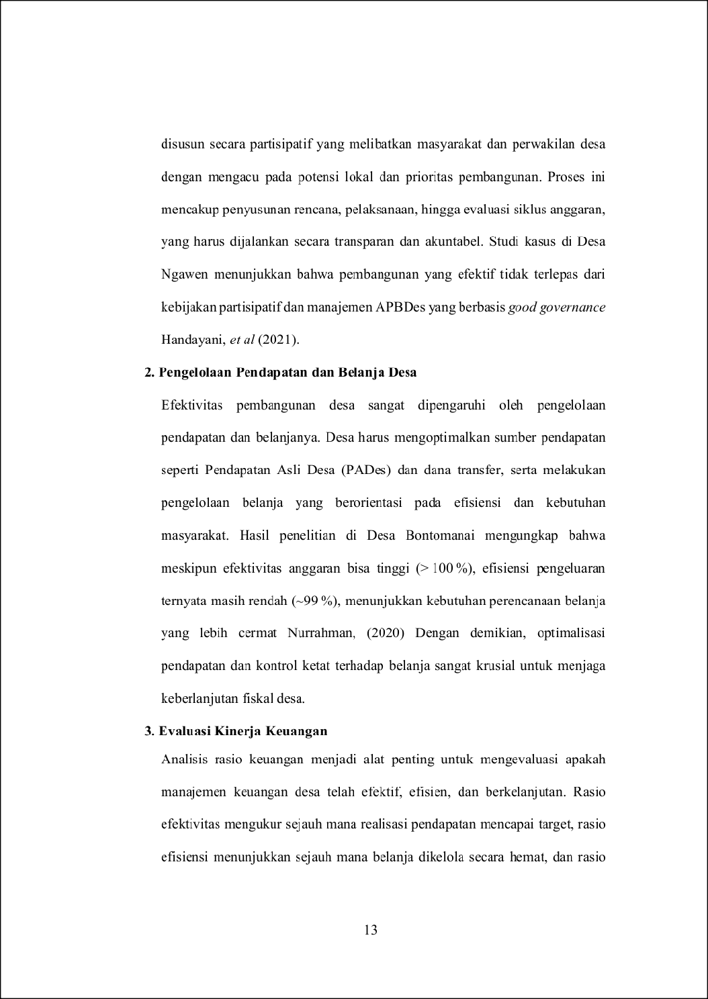 disusun secara partisipatif yang melibatkan masyarakat dan perwakilan desa
dengan mengacu pada potensi lokal dan prioritas pembangunan. Proses ini
mencakup penyusunan rencana, pelaksanaan, hingga evaluasi siklus anggaran,
yang harus dijalankan secara transparan dan akuntabel. Studi kasus di Desa
Ngawen menunjukkan bahwa pembangunan yang efektif tidak terlepas dari
kebijakan partisipatif dan manajemen APBDes yang berbasis good governance
Handayani, et al (2021).
2. Pengelolaan Pendapatan dan Belanja Desa
Efektivitas pembangunan desa sangat dipengaruhi oleh pengelolaan
pendapatan dan belanjanya. Desa harus mengoptimalkan sumber pendapatan
seperti Pendapatan Asli Desa (PADes) dan dana transfer, serta melakukan
pengelolaan belanja yang berorientasi pada efisiensi dan kebutuhan
masyarakat. Hasil penelitian di Desa Bontomanai mengungkap bahwa
meskipun efektivitas anggaran bisa tinggi (> 100 %), efisiensi pengeluaran
ternyata masih rendah (~99 %), menunjukkan kebutuhan perencanaan belanja
yang lebih cermat Nurrahman, (2020) Dengan demikian, optimalisasi
pendapatan dan kontrol ketat terhadap belanja sangat krusial untuk menjaga
keberlanjutan fiskal desa.
3. Evaluasi Kinerja Keuangan
Analisis rasio keuangan menjadi alat penting untuk mengevaluasi apakah
manajemen keuangan desa telah efektif, efisien, dan berkelanjutan. Rasio
efektivitas mengukur sejauh mana realisasi pendapatan mencapai target, rasio
efisiensi menunjukkan sejauh mana belanja dikelola secara hemat, dan rasio
13